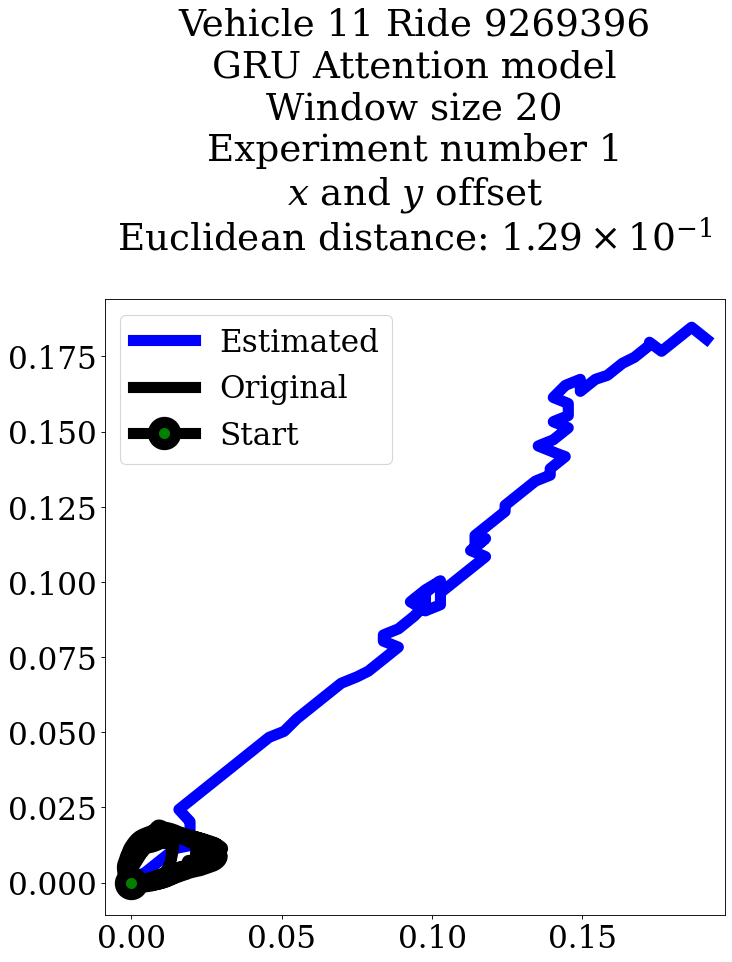 Vehicle 11 Ride 9269396
GRU Attention model
Window size 20
Experiment number 1
x and y offset
Euclidean distance: 1.29 × 10⁻¹
Estimated
Original
Start
0.175
0.150
0.125
0.100
0.075
0.050
0.025
0.000
0.00 0.05 0.10 0.15